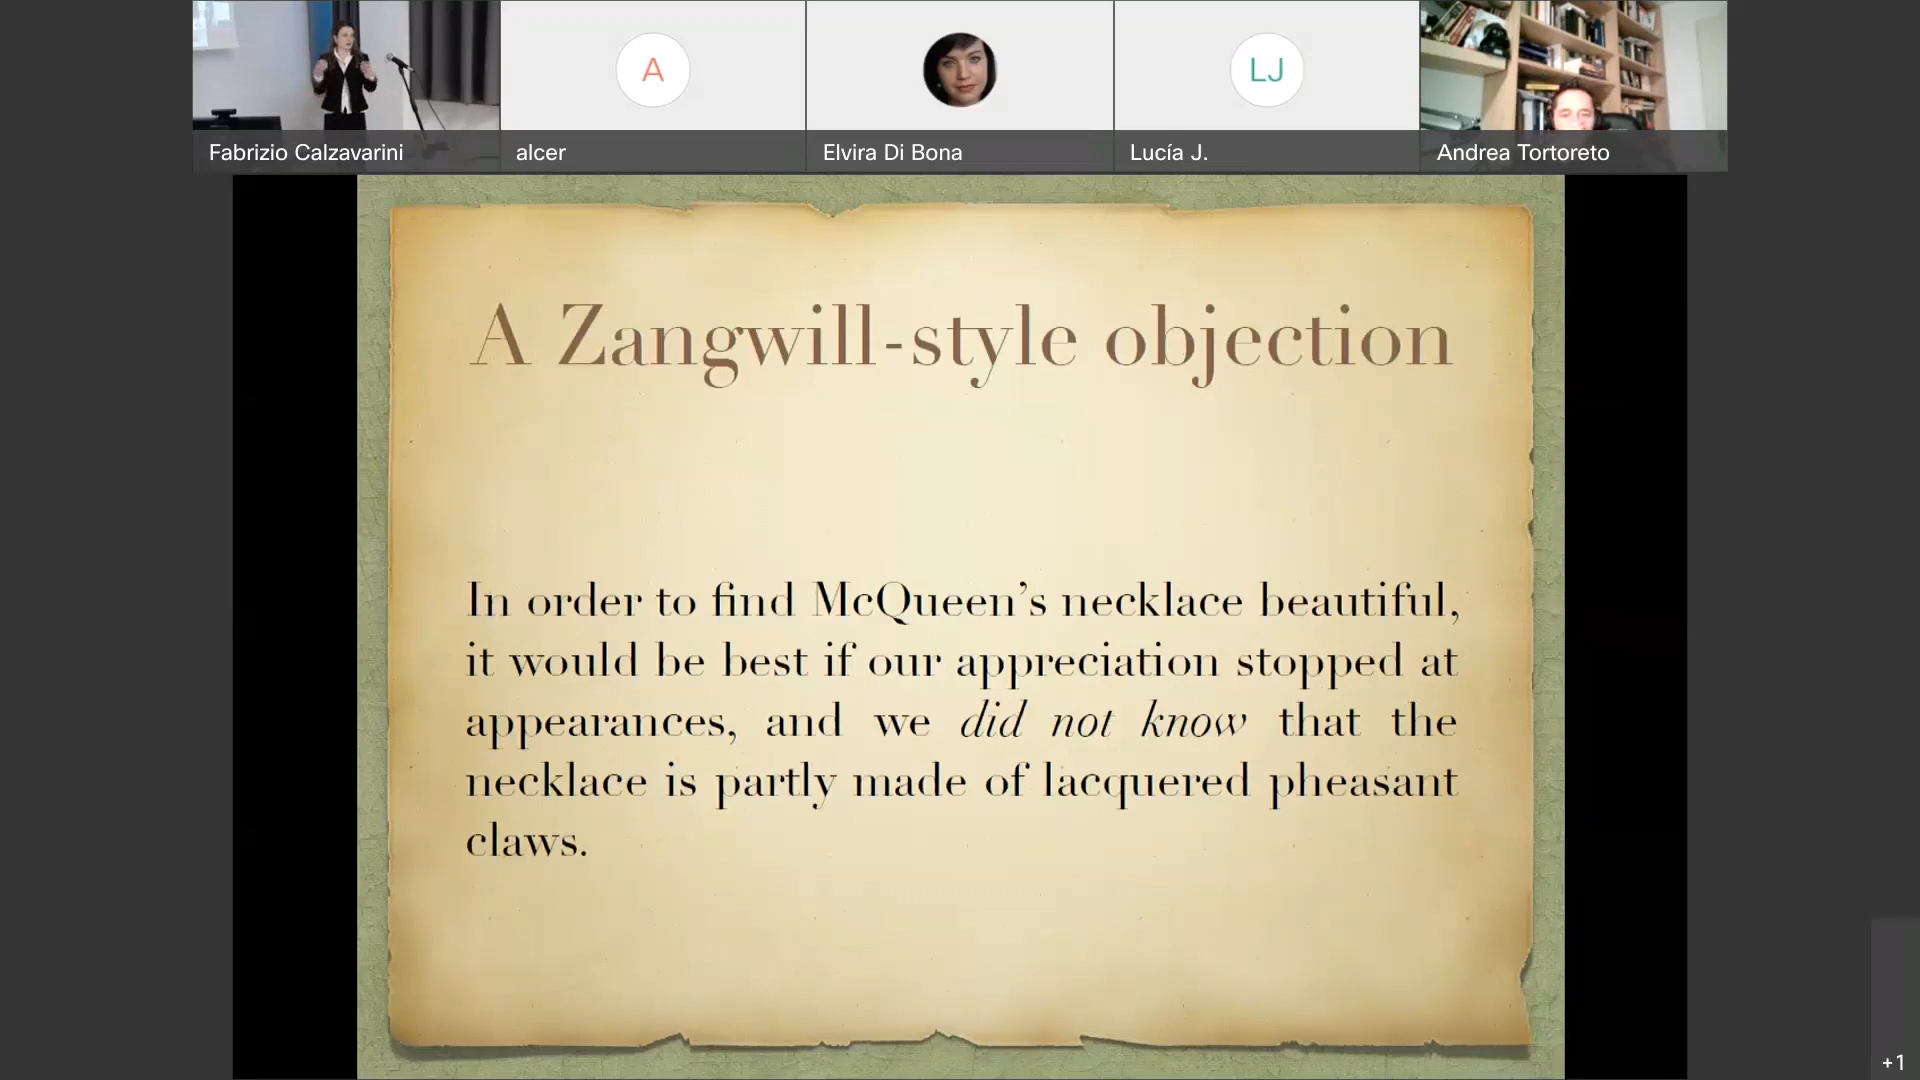 A
LJ
Fabrizio Calzavarini
alcer
Elvira Di Bona
Lucía J.
Andrea Tortoreto
A Zangwill-style objection
In order to find McQueen's necklace beautiful,
it would be best if our appreciation stopped at
appearances, and we did not know that the
necklace is partly made of lacquered pheasant
claws.
+1